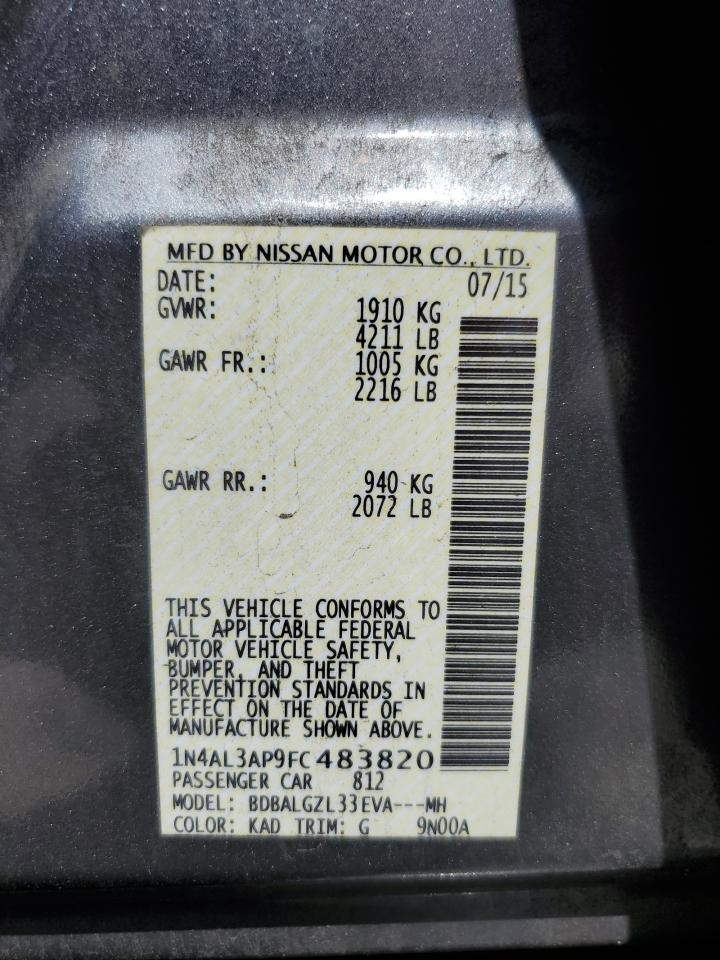 MFD BY NISSAN MOTOR CO., LTD.
DATE: 07/15
GVWR: 1910 KG
4211 LB
GAWR FR.: 1005 KG
2216 LB
GAWR RR.: 940 KG
2072 LB
THIS VEHICLE CONFORMS TO
ALL APPLICABLE FEDERAL
MOTOR VEHICLE SAFETY,
BUMPER, AND THEFT
PREVENTION STANDARDS IN
EFFECT ON THE DATE OF
MANUFACTURE SHOWN ABOVE.
1N4AL3AP9FC483820
PASSENGER CAR 812
MODEL: BDBALGZL33EVA---MH
COLOR: KAD TRIM: G 9N00A